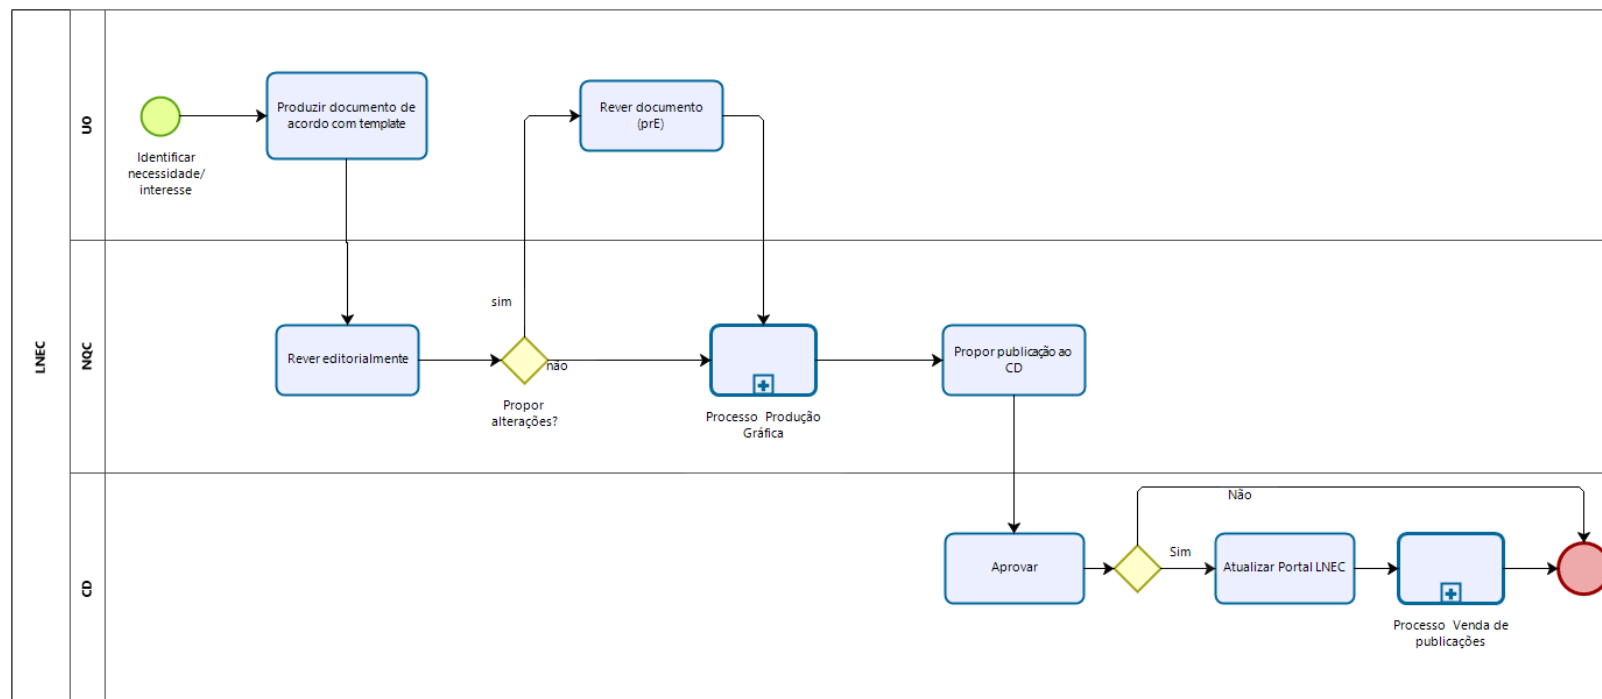 LNEC
UO
Identificar
necessidade/
interesse
Produzir documento de
acordo com template
Rever documento
(prE)
NQC
Rever editorialmente
sim
não
Propor
alterações?
Processo Produção
Gráfica
Propor publicação ao
CD
CD
Aprovar
Não
Sim
Atualizar Portal LNEC
Processo Venda de
publicações